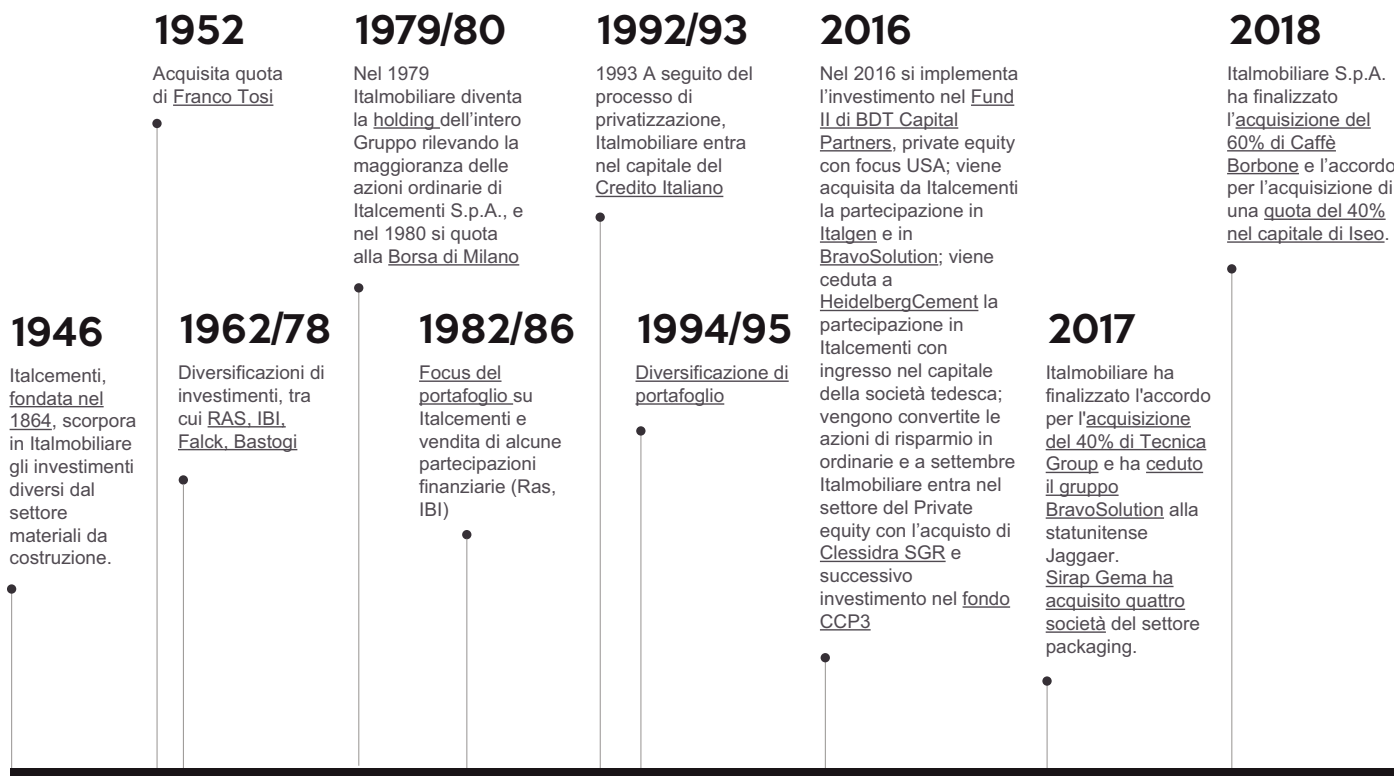 1946
Italcementi,
fondata nel
1864, scorpora
in Italmobiliare
gli investimenti
diversi dal
settore
materiali da
costruzione.
1952
Acquisita quota
di Franco Tosi
1962/78
Diversificazioni di
investimenti, tra
cui RAS, IBI,
Falck, Bastogi
1979/80
Nel 1979
Italmobiliare diventa
la holding dell'intero
Gruppo rilevando la
maggioranza delle
azioni ordinarie di
Italcementi S.p.A., e
nel 1980 si quota
alla Borsa di Milano
1982/86
Focus del
portafoglio su
Italcementi e
vendita di alcune
partecipazioni
finanziarie (Ras,
IBI)
1992/93
1993 A seguito del
processo di
privatizzazione,
Italmobiliare entra
nel capitale del
Credito Italiano
1994/95
Diversificazione di
portafoglio
2016
Nel 2016 si implementa
l'investimento nel Fund
II di BDT Capital
Partners, private equity
con focus USA; viene
acquisita da Italcementi
la partecipazione in
Italgen e in
BravoSolution; viene
ceduta a
HeidelbergCement la
partecipazione in
Italcementi con
ingresso nel capitale
della società tedesca;
vengono convertite le
azioni di risparmio in
ordinarie e a settembre
Italmobiliare entra nel
settore del Private
equity con l'acquisto di
Clessidra SGR e
successivo
investimento nel fondo
CCP3
2017
Italmobiliare ha
finalizzato l'accordo
per l'acquisizione
del 40% di Tecnica
Group e ha ceduto
il gruppo
BravoSolution alla
statunitense
Jaggaer.
Sirap Gema ha
acquisito quattro
società del settore
packaging.
2018
Italmobiliare S.p.A.
ha finalizzato
l'acquisizione del
60% di Caffè
Borbone e l'accordo
per l'acquisizione di
una quota del 40%
nel capitale di Iseo.